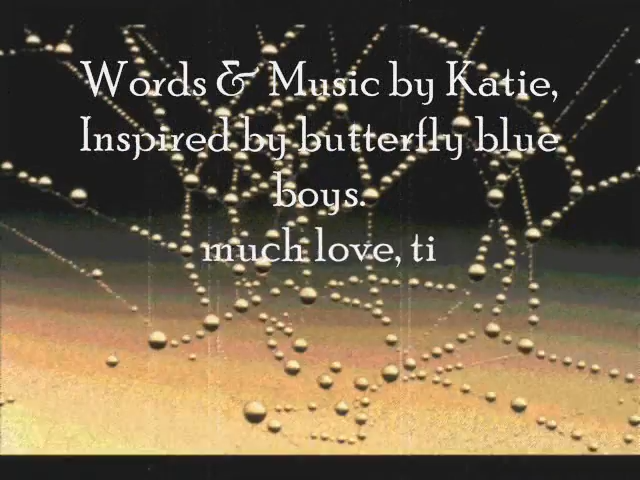 Words & Music by Katie,
Inspired by butterfly blue
boys.
much love, ti